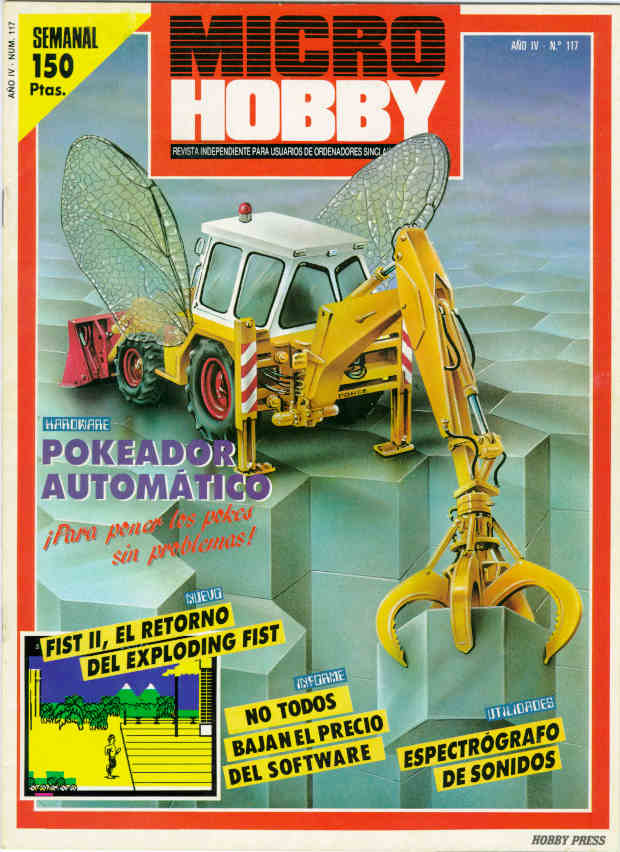 AÑO IV - NUM. 117
SEMANAL
150
Ptas.
MICRO
HOBBY
AÑO IV - N.º 117
REVISTA INDEPENDIENTE PARA USUARIOS DE ORDENADORES SINCLAIR
HARDWARE
POKEADOR
AUTOMÁTICO
¡Para poner los pokes
sin problemas!
NUEVO
FIST II, EL RETORNO
DEL EXPLODING FIST
INFORME
NO TODOS
BAJAN EL PRECIO
DEL SOFTWARE
UTILIDADES
ESPECTRÓGRAFO
DE SONIDOS
HOBBY PRESS